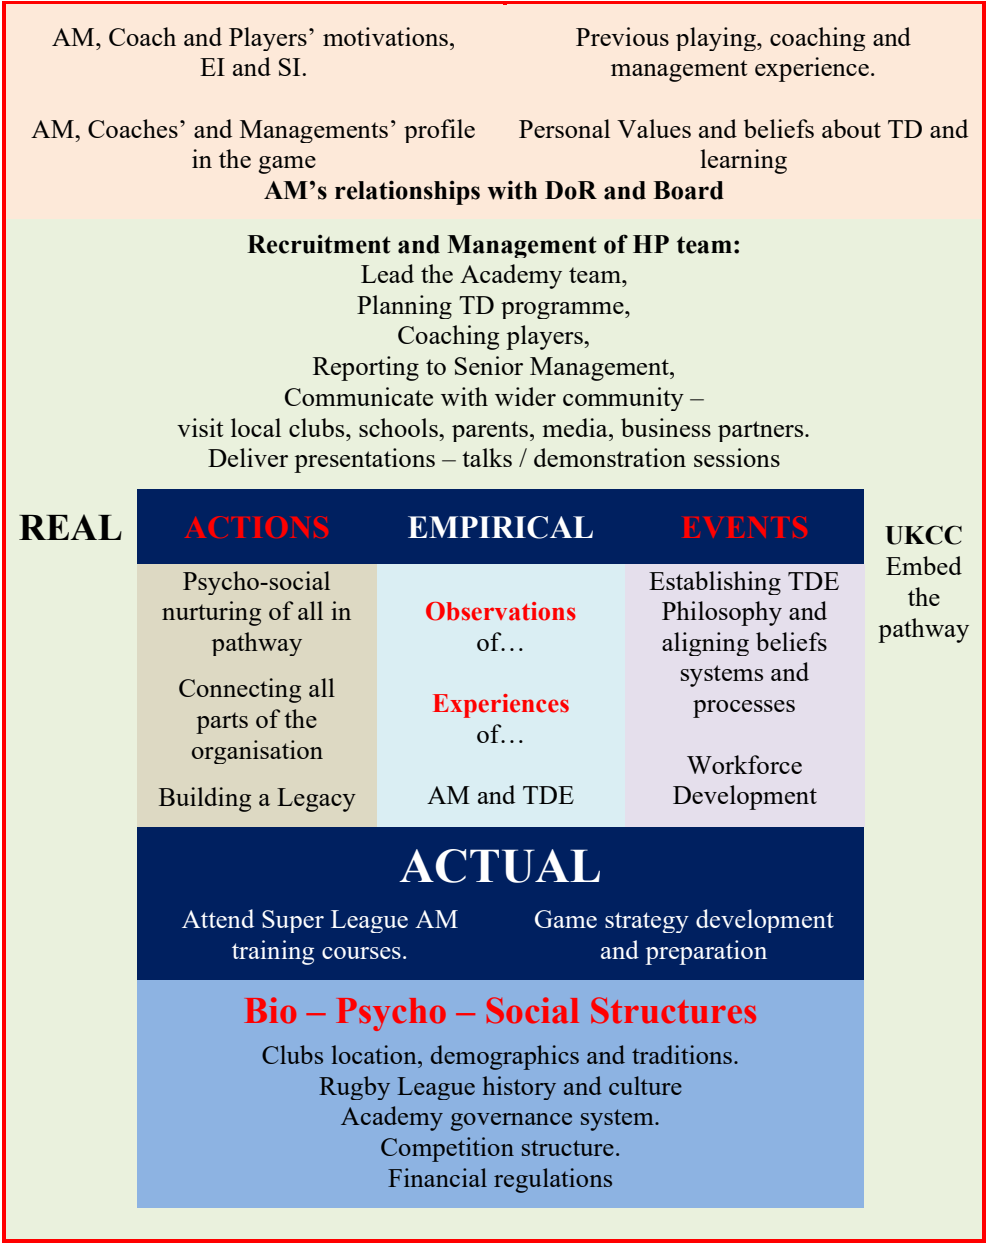 AM, Coach and Players’ motivations,
EI and SI.
Previous playing, coaching and
management experience.
AM, Coaches’ and Managements’ profile
in the game
Personal Values and beliefs about TD and
learning
AM’s relationships with DoR and Board
Recruitment and Management of HP team:
Lead the Academy team,
Planning TD programme,
Coaching players,
Reporting to Senior Management,
Communicate with wider community –
visit local clubs, schools, parents, media, business partners.
Deliver presentations – talks / demonstration sessions
REAL
ACTIONS
Psycho-social
nurturing of all in
pathway
Connecting all
parts of the
organisation
Building a Legacy
EMPIRICAL
Observations
of…
Experiences
of…
AM and TDE
EVENTS
Establishing TDE
Philosophy and
aligning beliefs
systems and
processes
Workforce
Development
UKCC
Embed
the
pathway
ACTUAL
Attend Super League AM
training courses.
Game strategy development
and preparation
Bio – Psycho – Social Structures
Clubs location, demographics and traditions.
Rugby League history and culture
Academy governance system.
Competition structure.
Financial regulations